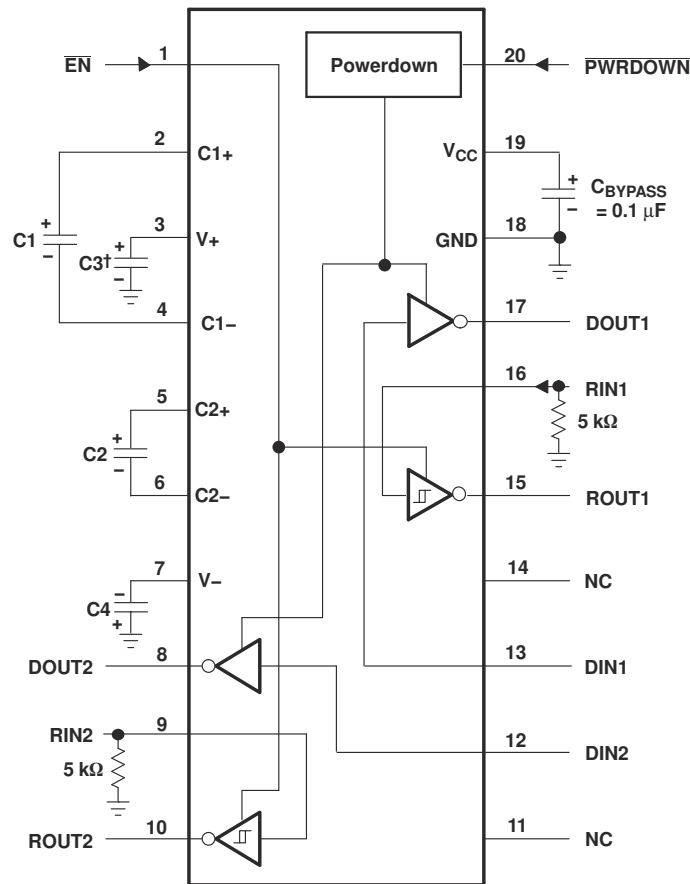 EN
1
Powerdown
20
PWRDOWN
2
C1+
VCC
19
+
C1
−
+
−
CBYPASS
= 0.1 µF
3
V+
+
C3†
−
18
GND
4
C1−
17
DOUT1
16
RIN1
5 kΩ
5
C2+
+
C2
−
6
C2−
15
ROUT1
7
V−
−
C4
+
14
NC
8
DOUT2
13
DIN1
9
RIN2
5 kΩ
12
DIN2
10
ROUT2
11
NC